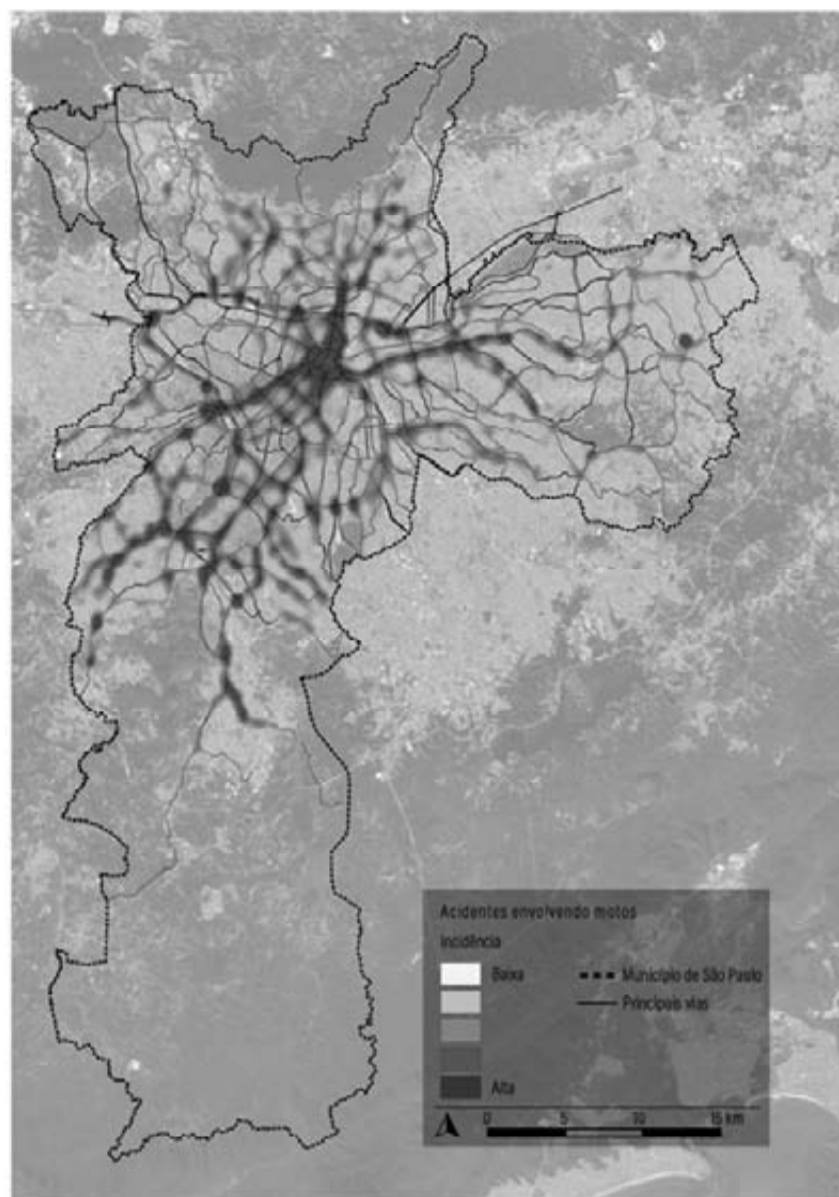 Acidentes envolvendo motos
Incidência
Baixa
Município de São Paulo
Principais vias
Alta
0 5 10 15 km